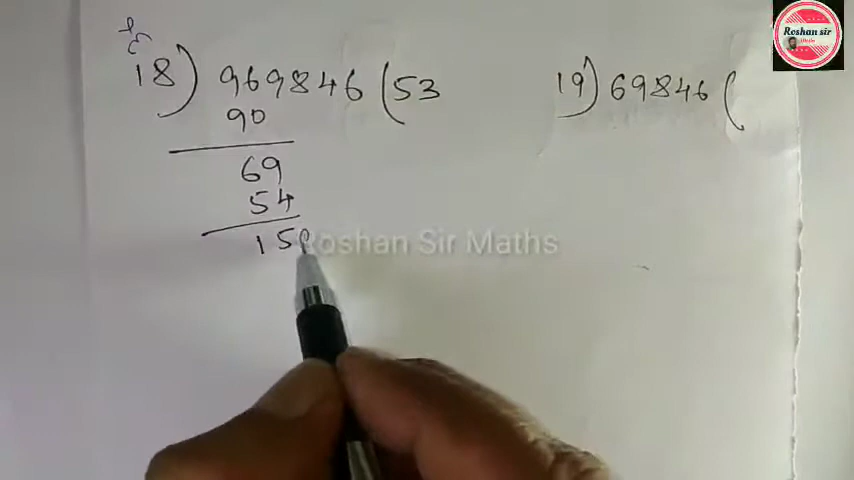 18) 969846 (53
90
69
54
15
19) 69846 (
Roshan Sir Maths
Roshan sir